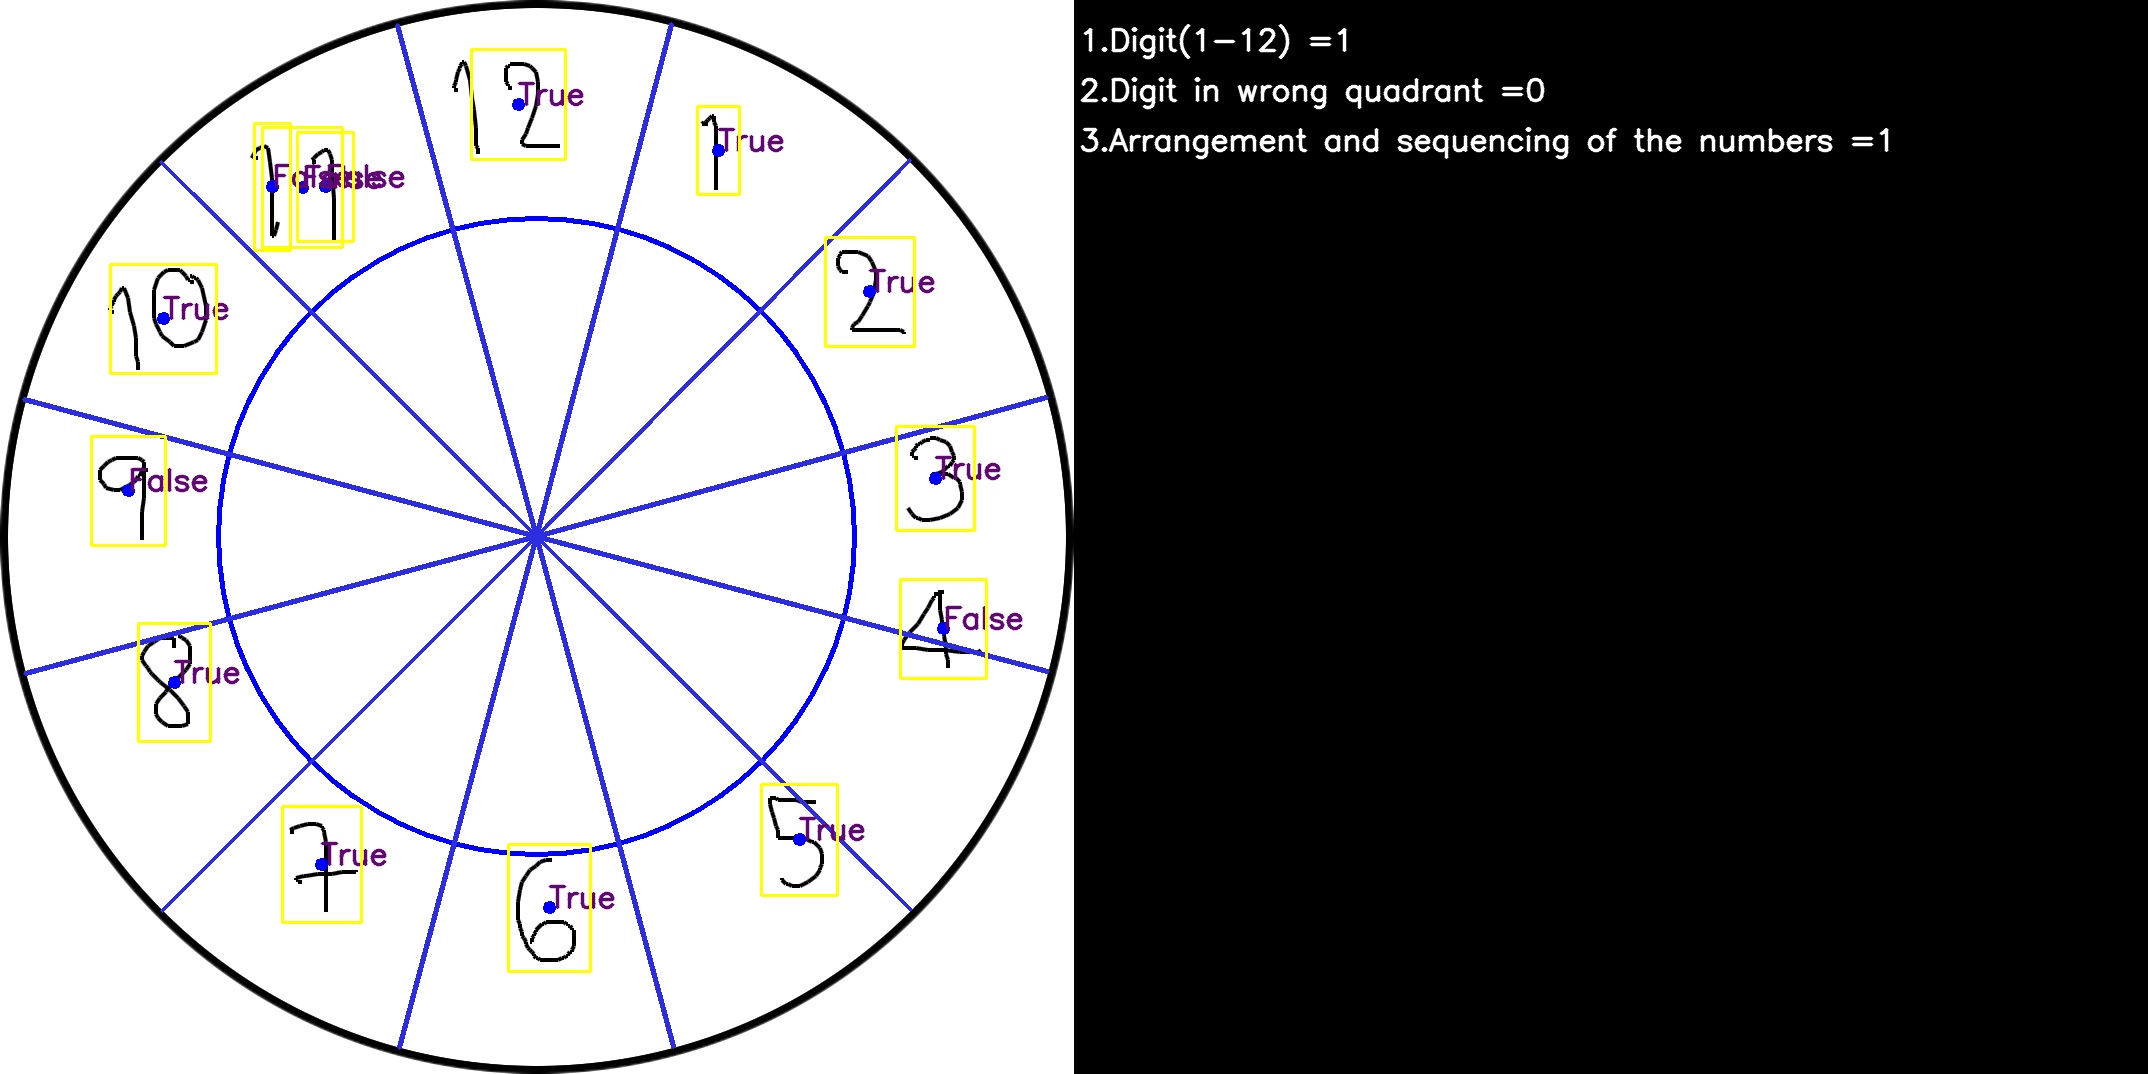 12
True
1
True
11
False
False
2
True
10
True
3
True
9
False
4
False
8
True
5
True
7
True
6
True
1.Digit(1-12) =1
2.Digit in wrong quadrant =0
3.Arrangement and sequencing of the numbers =1